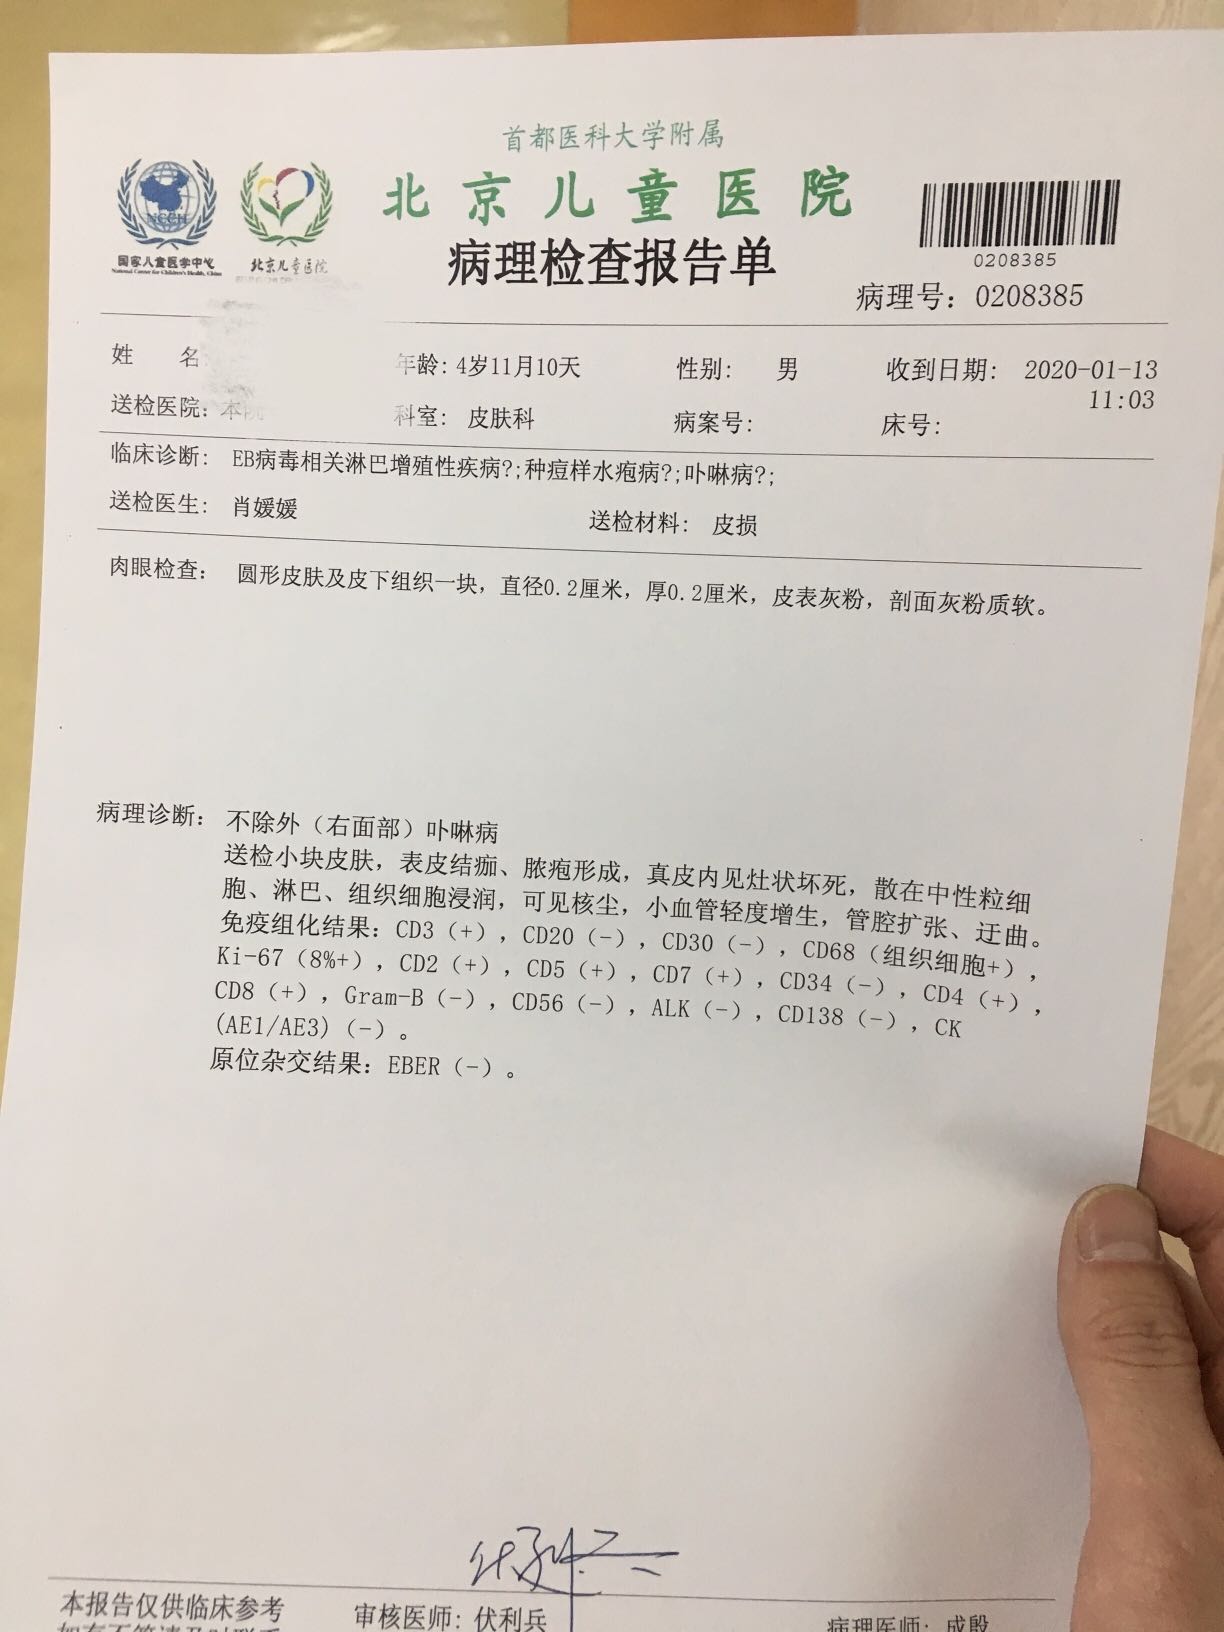 首都医科大学附属
北京儿童医院
病理检查报告单
NCCH
国家儿童医学中心
National Center for Children's Health, China
北京儿童医院
0208385
病理号：0208385
姓 名: 年龄: 4岁11月10天 性别: 男 收到日期: 2020-01-13
11:03
送检医院: 本院 科室: 皮肤科 病案号: 床号:
临床诊断: EB病毒相关淋巴增殖性疾病?;种痘样水疱病?;卟啉病?;
送检医生: 肖媛媛 送检材料: 皮损
肉眼检查: 圆形皮肤及皮下组织一块，直径0.2厘米，厚0.2厘米，皮表灰粉，剖面灰粉质软。
病理诊断: 不除外（右面部）卟啉病
送检小块皮肤，表皮结痂、脓疱形成，真皮内见灶状坏死，散在中性粒细
胞、淋巴、组织细胞浸润，可见核尘，小血管轻度增生，管腔扩张、迂曲。
免疫组化结果：CD3（+），CD20（-），CD30（-），CD68（组织细胞+），
Ki-67（8%+），CD2（+），CD5（+），CD7（+），CD34（-），CD4（+），
CD8（+），Gram-B（-），CD56（-），ALK（-），CD138（-），CK
(AE1/AE3)（-）。
原位杂交结果：EBER（-）。
伏利兵
本报告仅供临床参考 审核医师: 伏利兵 病理医师: 成殷